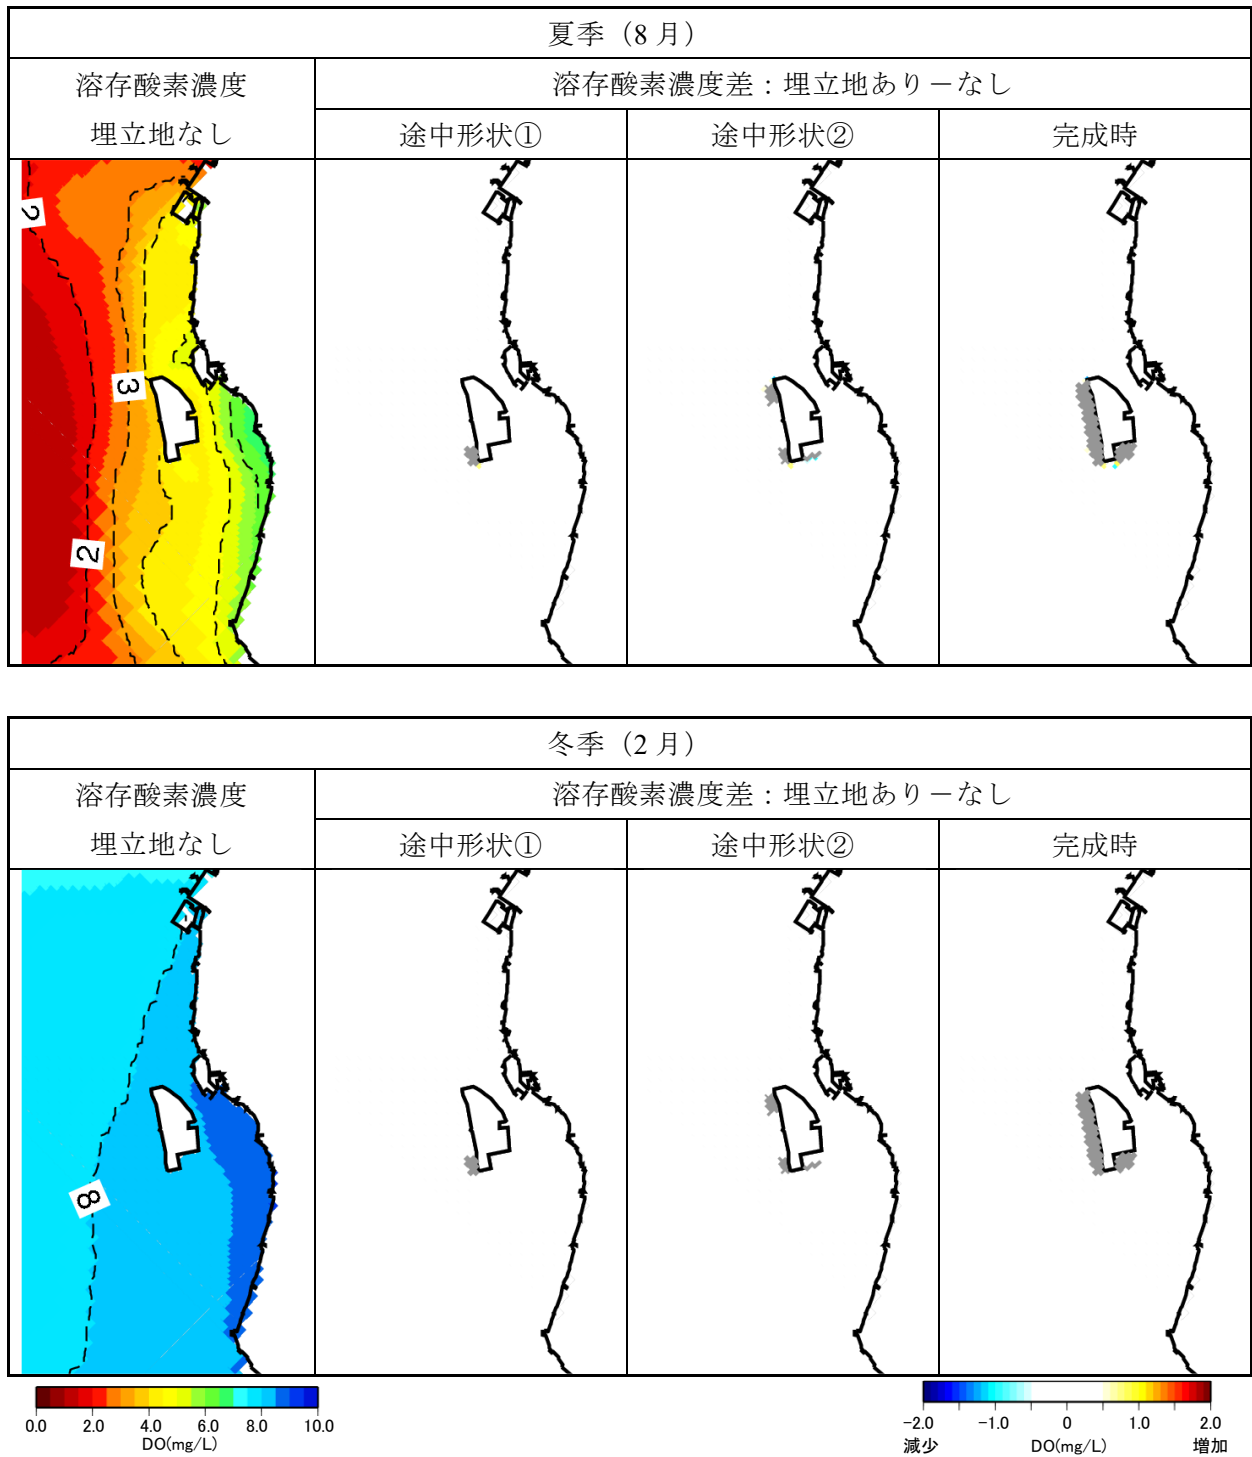 夏季（8 月）
溶存酸素濃度
埋立地なし
溶存酸素濃度差：埋立地あり－なし
途中形状①
途中形状②
完成時
2
3
2
冬季（2 月）
溶存酸素濃度
埋立地なし
溶存酸素濃度差：埋立地あり－なし
途中形状①
途中形状②
完成時
8
0.0 2.0 4.0 6.0 8.0 10.0
DO(mg/L)
-2.0 -1.0 0 1.0 2.0
減少 DO(mg/L) 増加